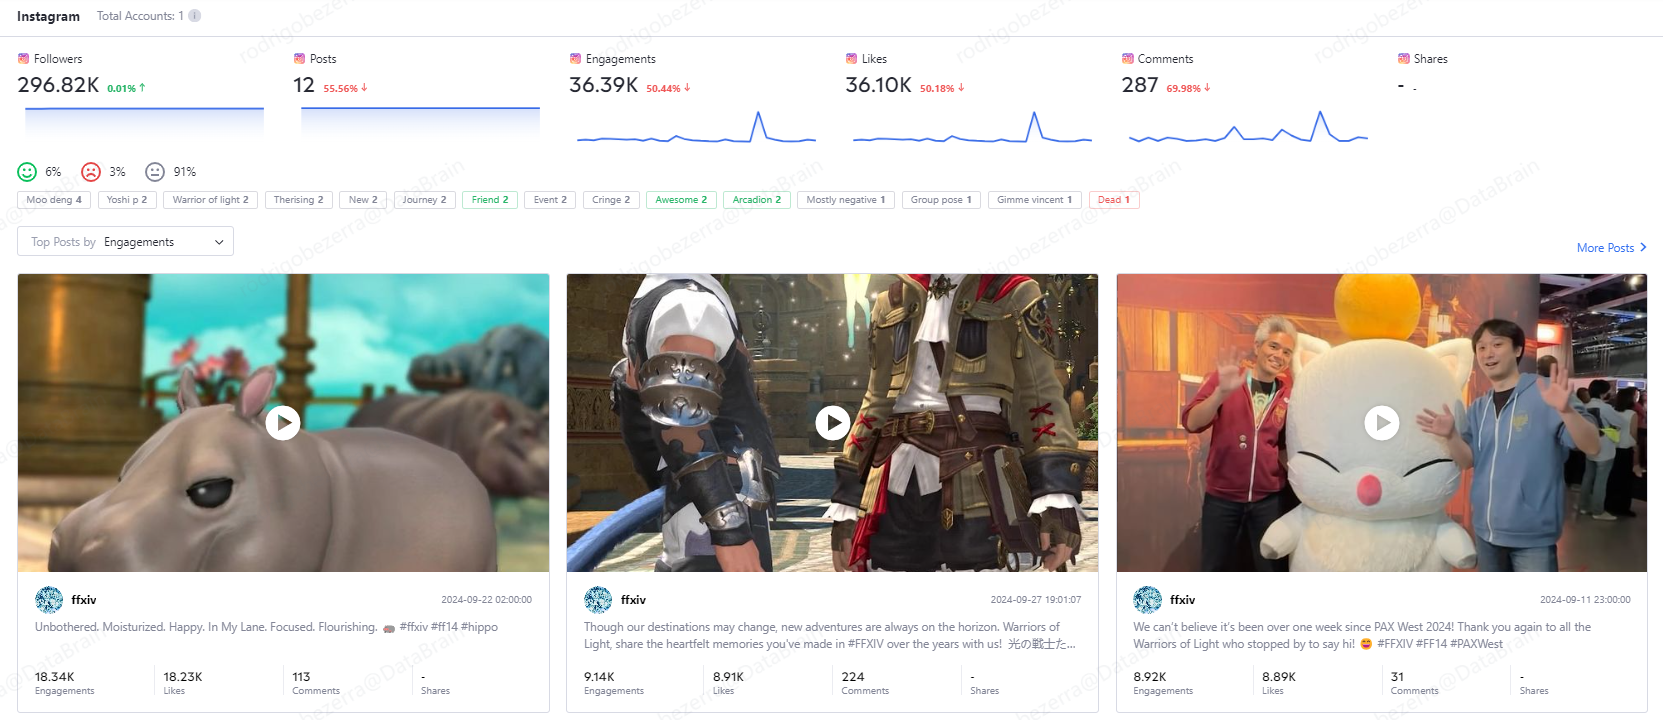 Instagram Total Accounts: 1
Followers Posts Engagements Likes Comments Shares
296.82K 0.01% ↑ 12 55.56% ↓ 36.39K 50.44% ↓ 36.10K 50.18% ↓ 287 69.98% ↓ - -
6% 3% 91%
Moo deng 4 Yoshi p 2 Warrior of light 2 Therising 2 New 2 Journey 2 Friend 2 Event 2 Cringe 2 Awesome 2 Arcadion 2 Mostly negative 1 Group pose 1 Gimme vincent 1 Dead 1
Top Posts by Engagements More Posts
ffxiv 2024-09-22 02:00:00
Unbothered. Moisturized. Happy. In My Lane. Focused. Flourishing. 🦛 #ffxiv #ff14 #hippo
18.34K 18.23K 113 -
Engagements Likes Comments Shares
ffxiv 2024-09-27 19:01:07
Though our destinations may change, new adventures are always on the horizon. Warriors of
Light, share the heartfelt memories you've made in #FFXIV over the years with us! 光の戦士た...
9.14K 8.91K 224 -
Engagements Likes Comments Shares
ffxiv 2024-09-11 23:00:00
We can't believe it's been over one week since PAX West 2024! Thank you again to all the
Warriors of Light who stopped by to say hi! 😄 #FFXIV #FF14 #PAXWest
8.92K 8.89K 31 -
Engagements Likes Comments Shares
rodrigobezerra@DataBrain